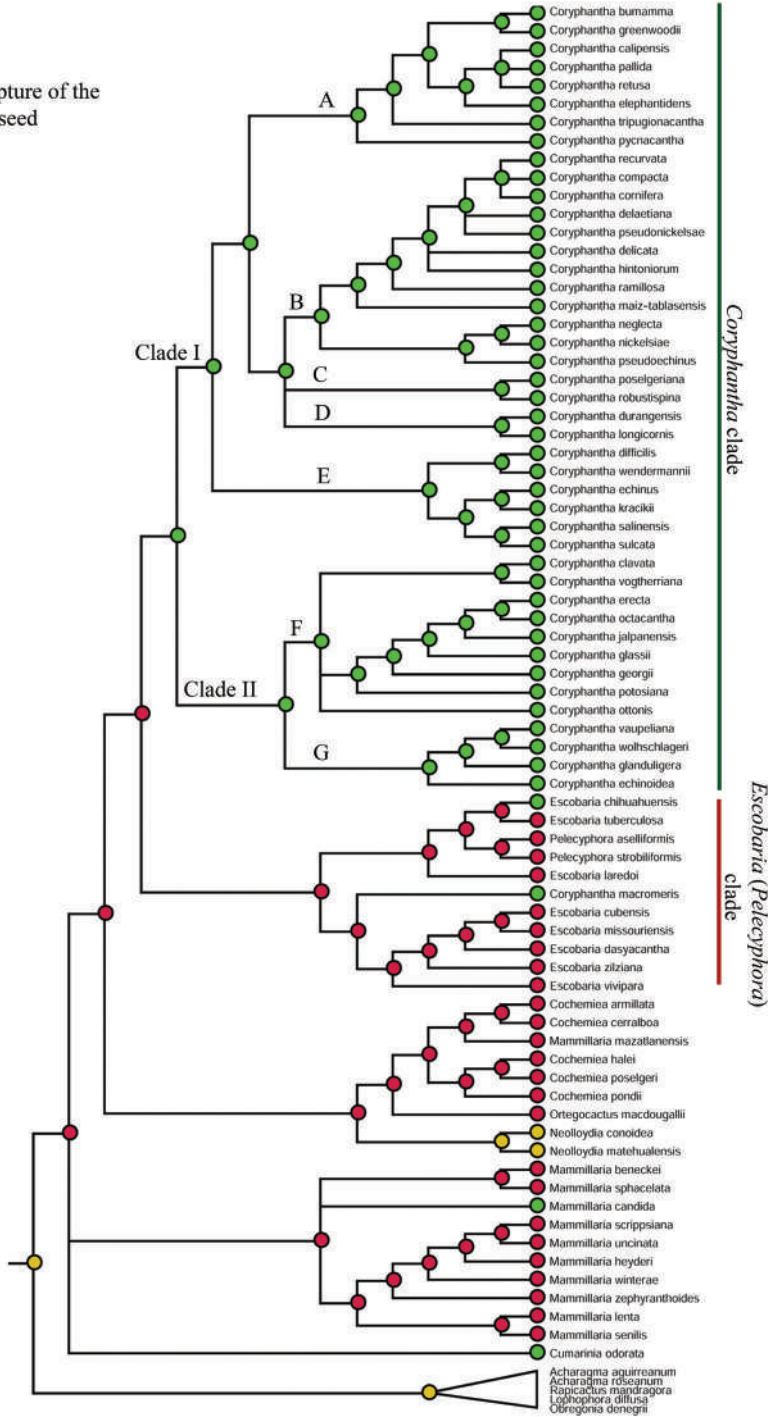 pture of the
seed
A
B
C
D
E
F
G
Clade I
Clade II
Coryphantha bumamma
Coryphantha greenwoodii
Coryphantha calipensis
Coryphantha pallida
Coryphantha retusa
Coryphantha elephantidens
Coryphantha tripugionacantha
Coryphantha pycnacantha
Coryphantha recurvata
Coryphantha compacta
Coryphantha cornifera
Coryphantha delaetiana
Coryphantha pseudonickelsae
Coryphantha delicata
Coryphantha hintoniorum
Coryphantha ramillosa
Coryphantha maiz-tablasensis
Coryphantha neglecta
Coryphantha nickelsiae
Coryphantha pseudoechinus
Coryphantha poselgeriana
Coryphantha robustispina
Coryphantha durangensis
Coryphantha longicornis
Coryphantha difficilis
Coryphantha wendermannii
Coryphantha echinus
Coryphantha kracikii
Coryphantha salinensis
Coryphantha sulcata
Coryphantha clavata
Coryphantha vogtherriana
Coryphantha erecta
Coryphantha octacantha
Coryphantha jalpanensis
Coryphantha glassii
Coryphantha georgii
Coryphantha potosiana
Coryphantha ottonis
Coryphantha vaupeliana
Coryphantha wolhschlageri
Coryphantha glanduligera
Coryphantha echinoidea
Escobaria chihuahuensis
Escobaria tuberculosa
Pelecyphora aselliformis
Pelecyphora strobiliformis
Escobaria laredoi
Coryphantha macromeris
Escobaria cubensis
Escobaria missouriensis
Escobaria dasyacantha
Escobaria zilziana
Escobaria vivipara
Cochemiea armillata
Cochemiea cerralboa
Mammillaria mazatlanensis
Cochemiea halei
Cochemiea poselgeri
Cochemiea pondii
Ortegocactus macdougallii
Neolloydia conoidea
Neolloydia matehualensis
Mammillaria beneckei
Mammillaria sphacelata
Mammillaria candida
Mammillaria scrippsiana
Mammillaria uncinata
Mammillaria heyderi
Mammillaria winterae
Mammillaria zephyranthoides
Mammillaria lenta
Mammillaria senilis
Cumarinia odorata
Acharagma aguirreanum
Acharagma roseanum
Rapicactus mandragora
Lophophora diffusa
Obregonia denegrii
Coryphantha clade
Escobaria (Pelecyphora)
clade